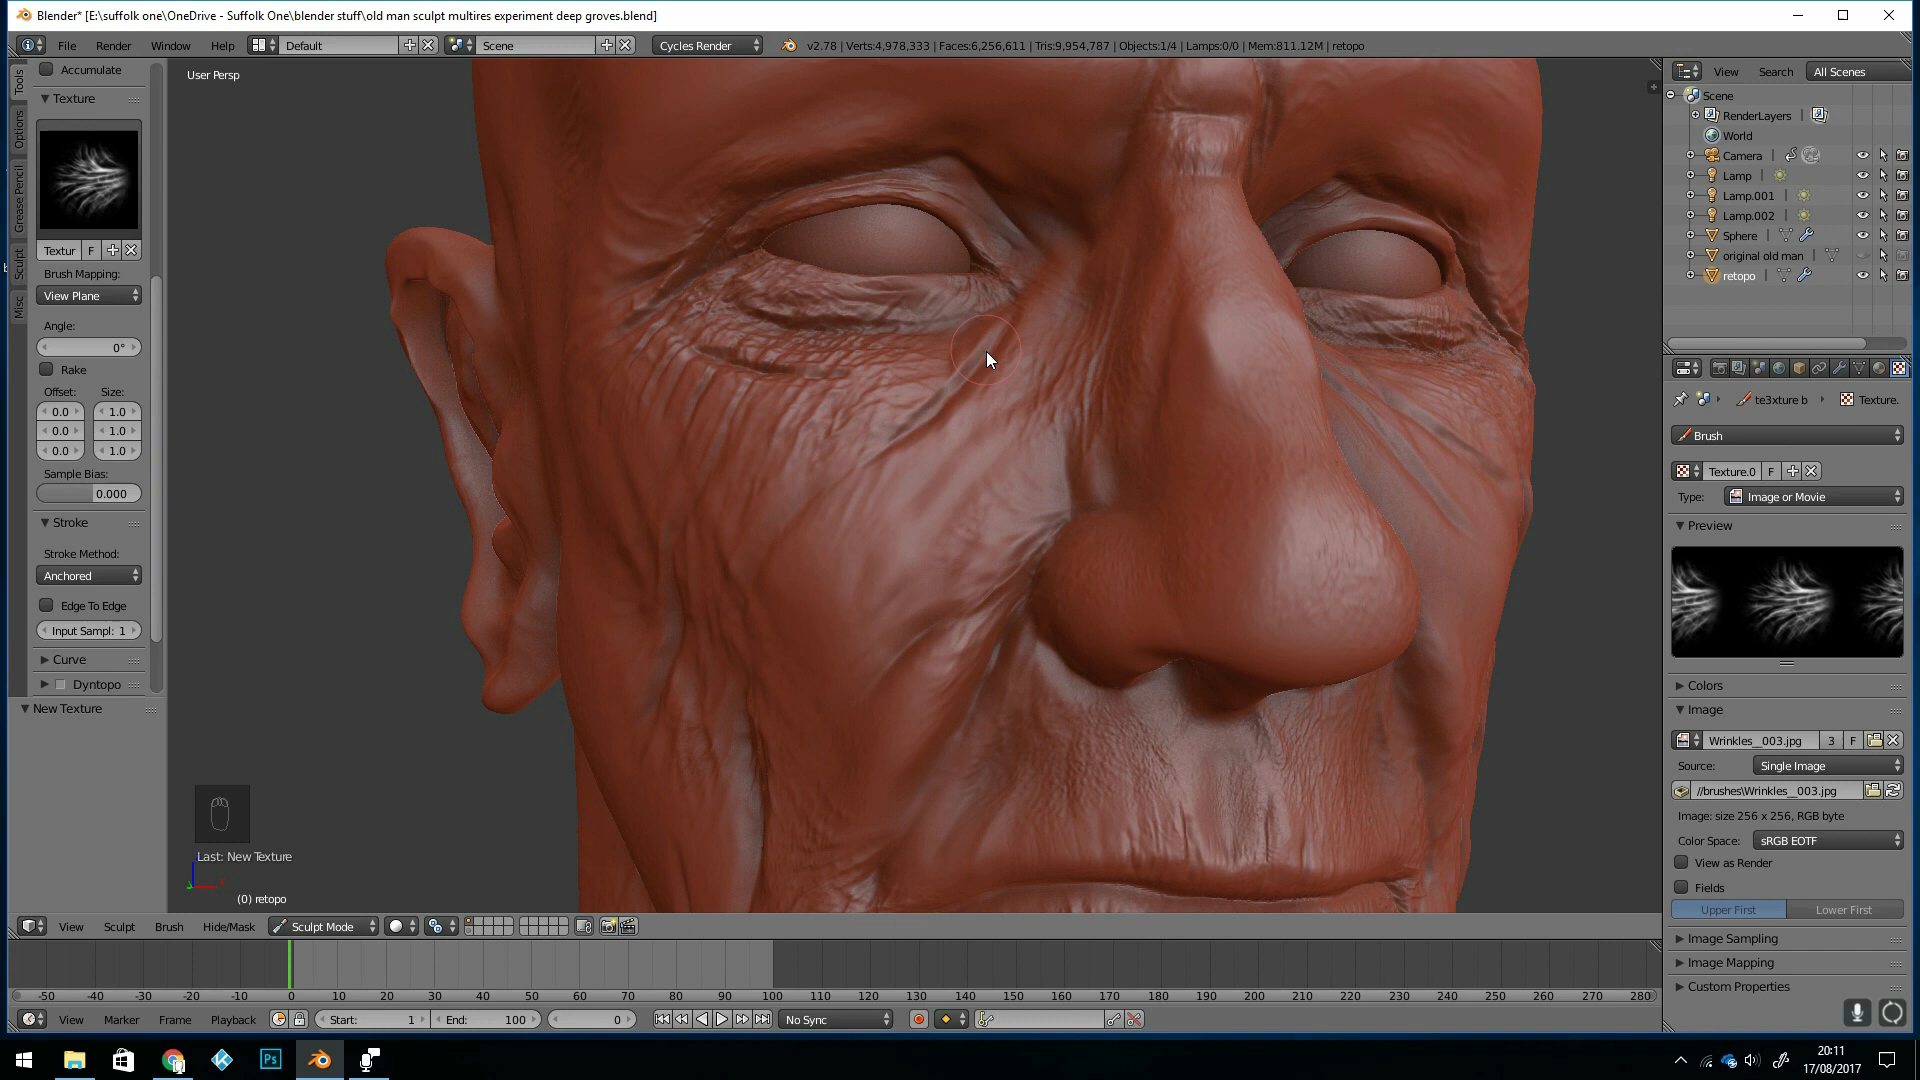 Blender* [E:\suffolk one\OneDrive - Suffolk One\blender stuff\old man sculpt multires experiment deep groves.blend]
File Render Window Help Default Scene Cycles Render v2.78 | Verts:4,978,333 | Faces:6,256,611 | Tris:9,954,787 | Objects:1/4 | Lamps:0/0 | Mem:811.12M | retopo
Tools
Options
Grease Pencil
Sculpt
Misc
Accumulate
Texture
Textur F
Brush Mapping:
View Plane
Angle:
0°
Rake
Offset: Size:
0.0 1.0
0.0 1.0
0.0 1.0
Sample Bias:
0.000
Stroke
Stroke Method:
Anchored
Edge To Edge
Input Sampl: 1
Curve
Dyntopo
New Texture
User Persp
Last: New Texture
(0) retopo
View Search All Scenes
Scene
RenderLayers
World
Camera
Lamp
Lamp.001
Lamp.002
Sphere
original old man
retopo
te3xture b Texture.
Brush
Texture.0 F
Type: Image or Movie
Preview
Colors
Image
Wrinkles__003.jpg 3 F
Source: Single Image
//brushes\Wrinkles__003.jpg
Image: size 256 x 256, RGB byte
Color Space: sRGB EOTF
View as Render
Fields
Upper First Lower First
Image Sampling
Image Mapping
Custom Properties
View Sculpt Brush Hide/Mask Sculpt Mode
-50 -40 -30 -20 -10 0 10 20 30 40 50 60 70 80 90 100 110 120 130 140 150 160 170 180 190 200 210 220 230 240 250 260 270 280
View Marker Frame Playback Start: 1 End: 100 0 No Sync
Ps
20:11
17/08/2017